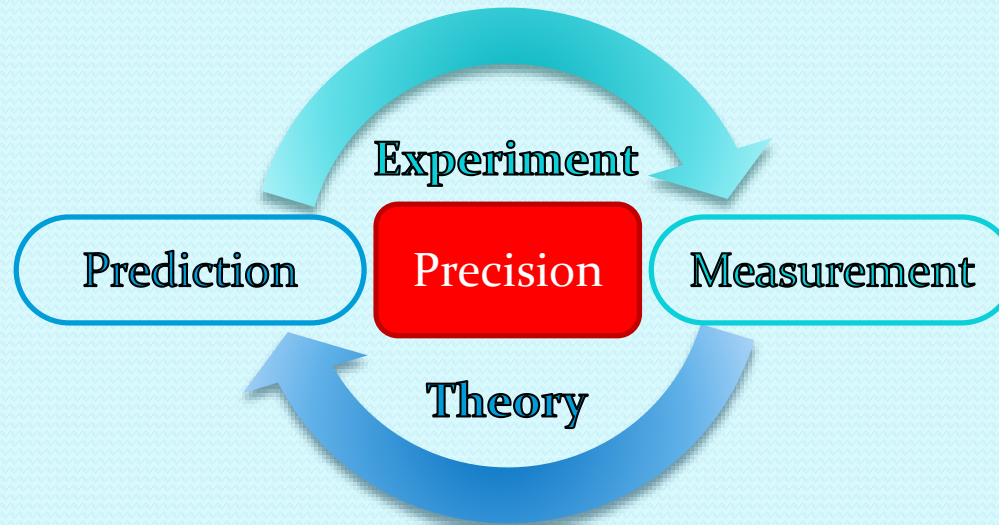 Experiment
Prediction
Precision
Measurement
Theory